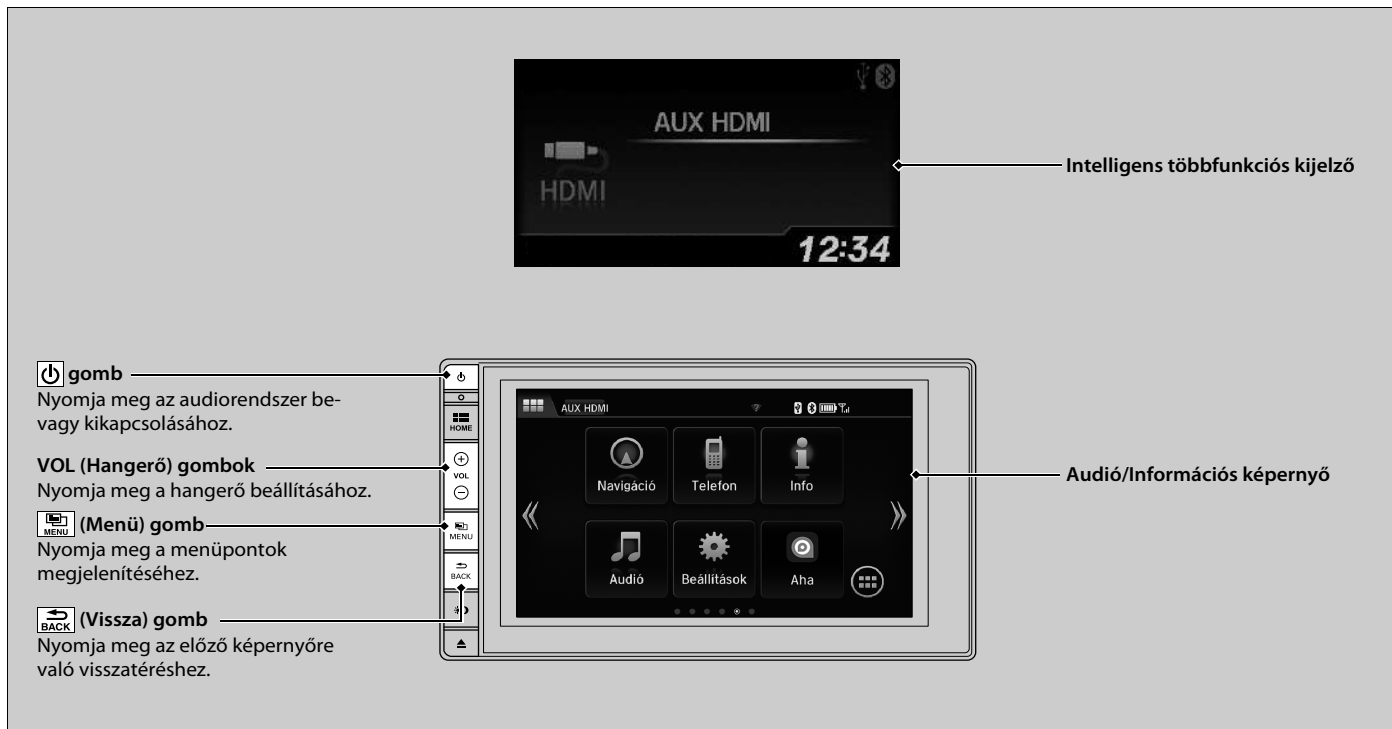 AUX HDMI
HDMI
12:34
Intelligens többfunkciós kijelző
gomb
Nyomja meg az audiorendszer be-
vagy kikapcsolásához.
VOL (Hangerő) gombok
Nyomja meg a hangerő beállításához.
MENU (Menü) gomb
Nyomja meg a menüpontok
megjelenítéséhez.
BACK (Vissza) gomb
Nyomja meg az előző képernyőre
való visszatéréshez.
HOME
VOL
MENU
BACK
AUX HDMI
Navigáció Telefon Info
Audió Beállítások Aha
Audió/Információs képernyő